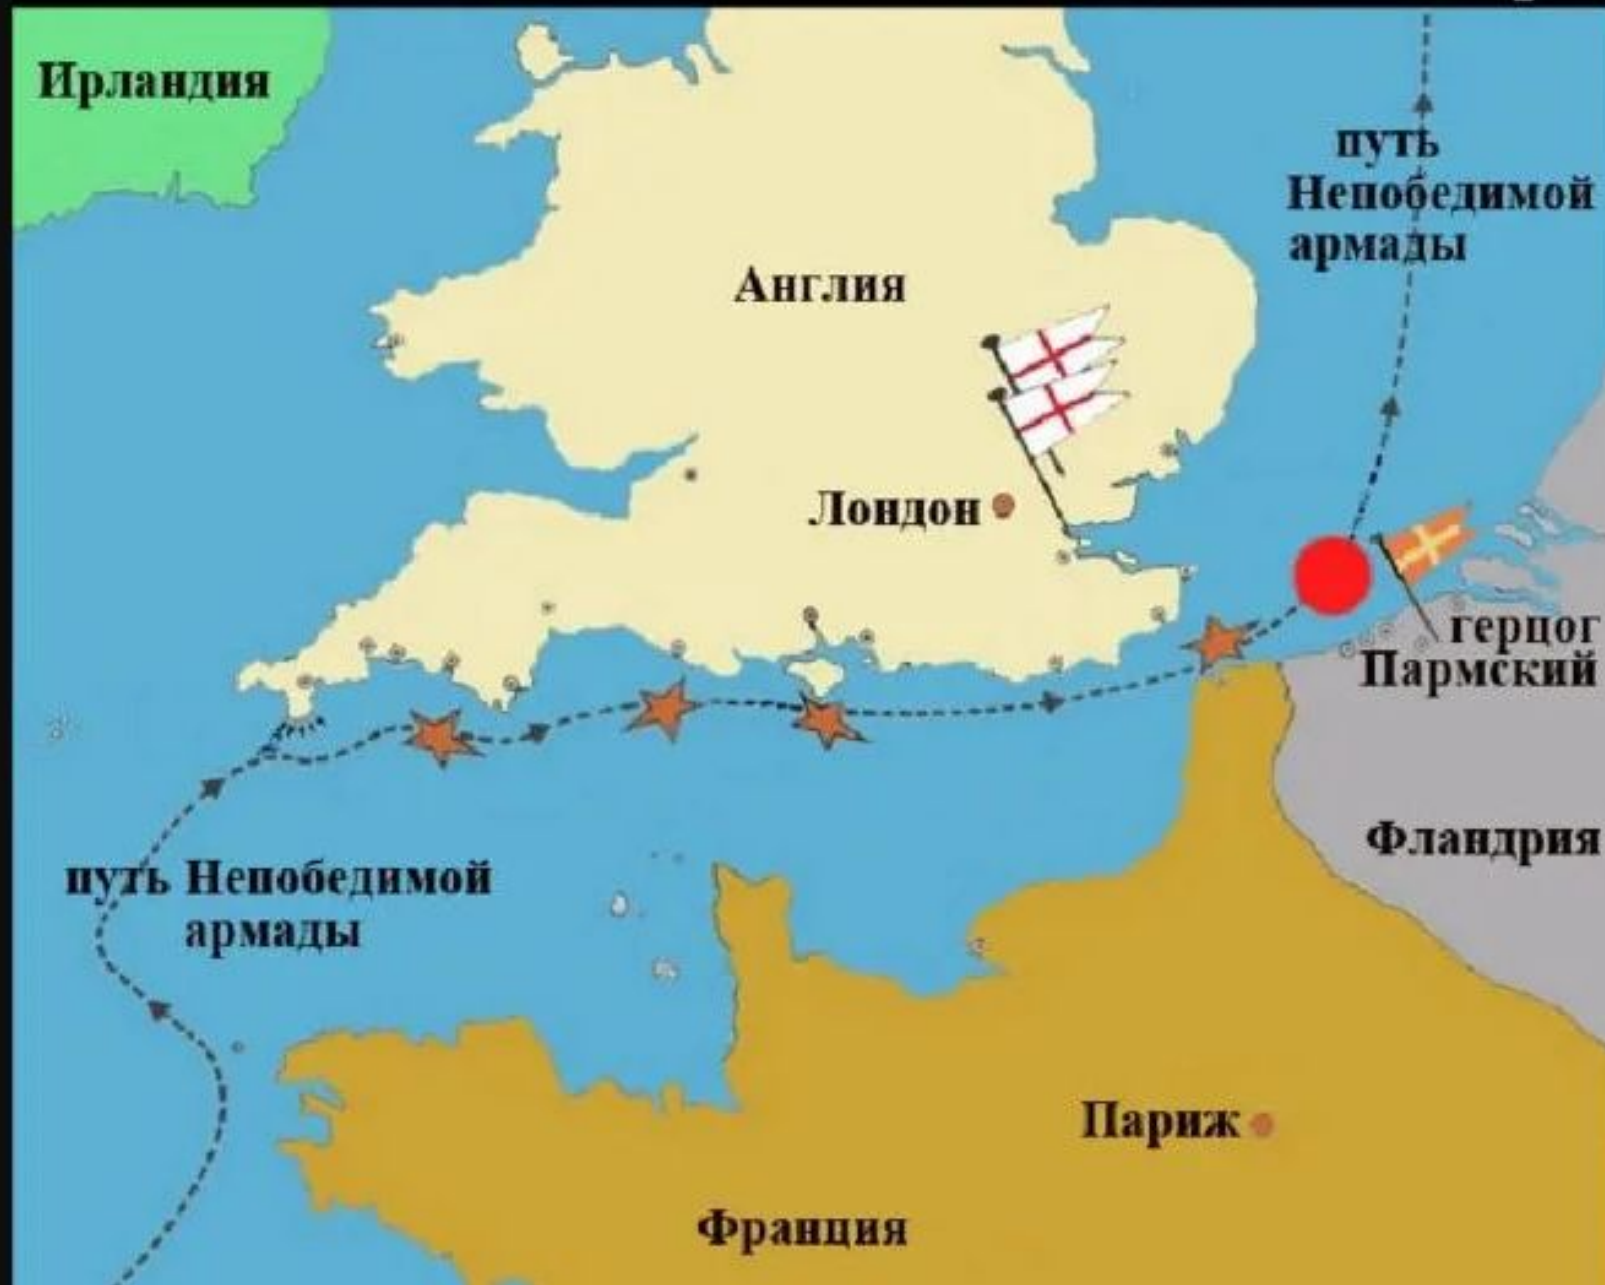 Ирландия
путь
Непобедимой
армады
Англия
Лондон
герцог
Пармский
Фландрия
путь Непобедимой
армады
Париж
Франция